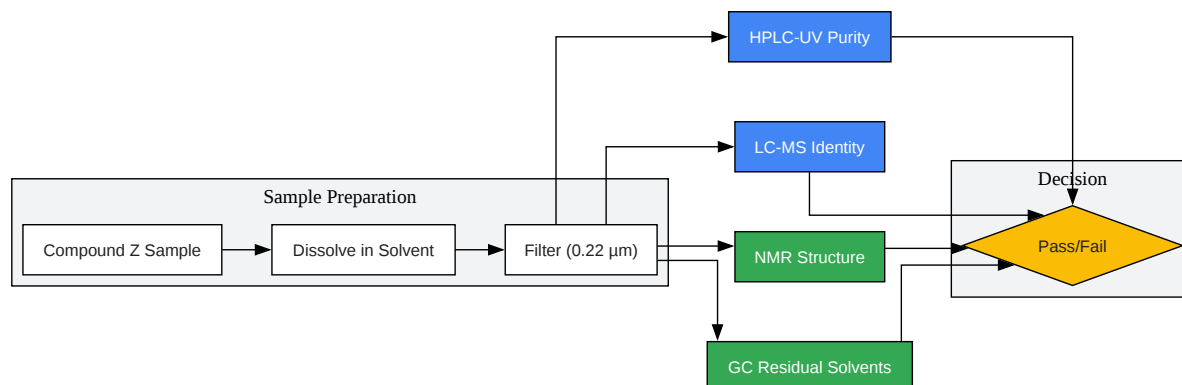 HPLC-UV Purity
LC-MS Identity
Sample Preparation
Decision
Compound Z Sample
Dissolve in Solvent
Filter (0.22 µm)
NMR Structure
Pass/Fail
GC Residual Solvents